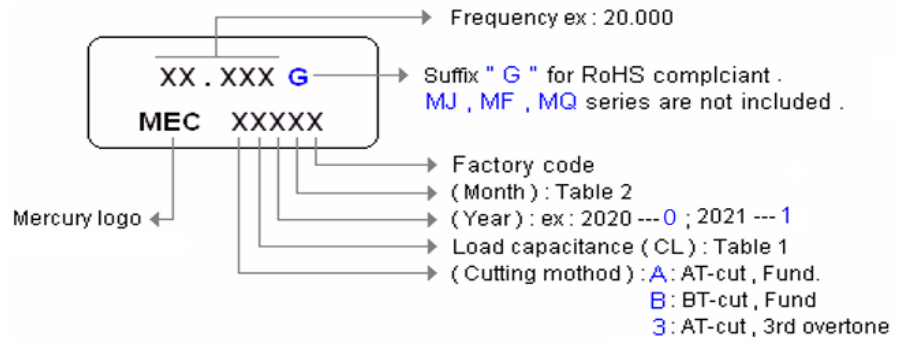 Frequency ex : 20.000
XX . XXX G
Suffix " G " for RoHS complciant .
MJ , MF , MQ series are not included .
MEC XXXXX
Factory code
( Month ) : Table 2
Mercury logo
( Year ) : ex : 2020 --- 0 ; 2021 --- 1
Load capacitance ( CL ) : Table 1
( Cutting mothod ) : A : AT-cut , Fund.
B : BT-cut , Fund
3 : AT-cut , 3rd overtone